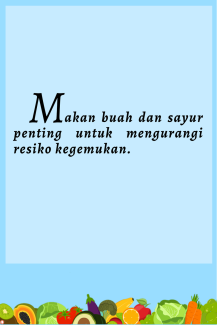 Makan buah dan sayur
penting untuk mengurangi
resiko kegemukan.